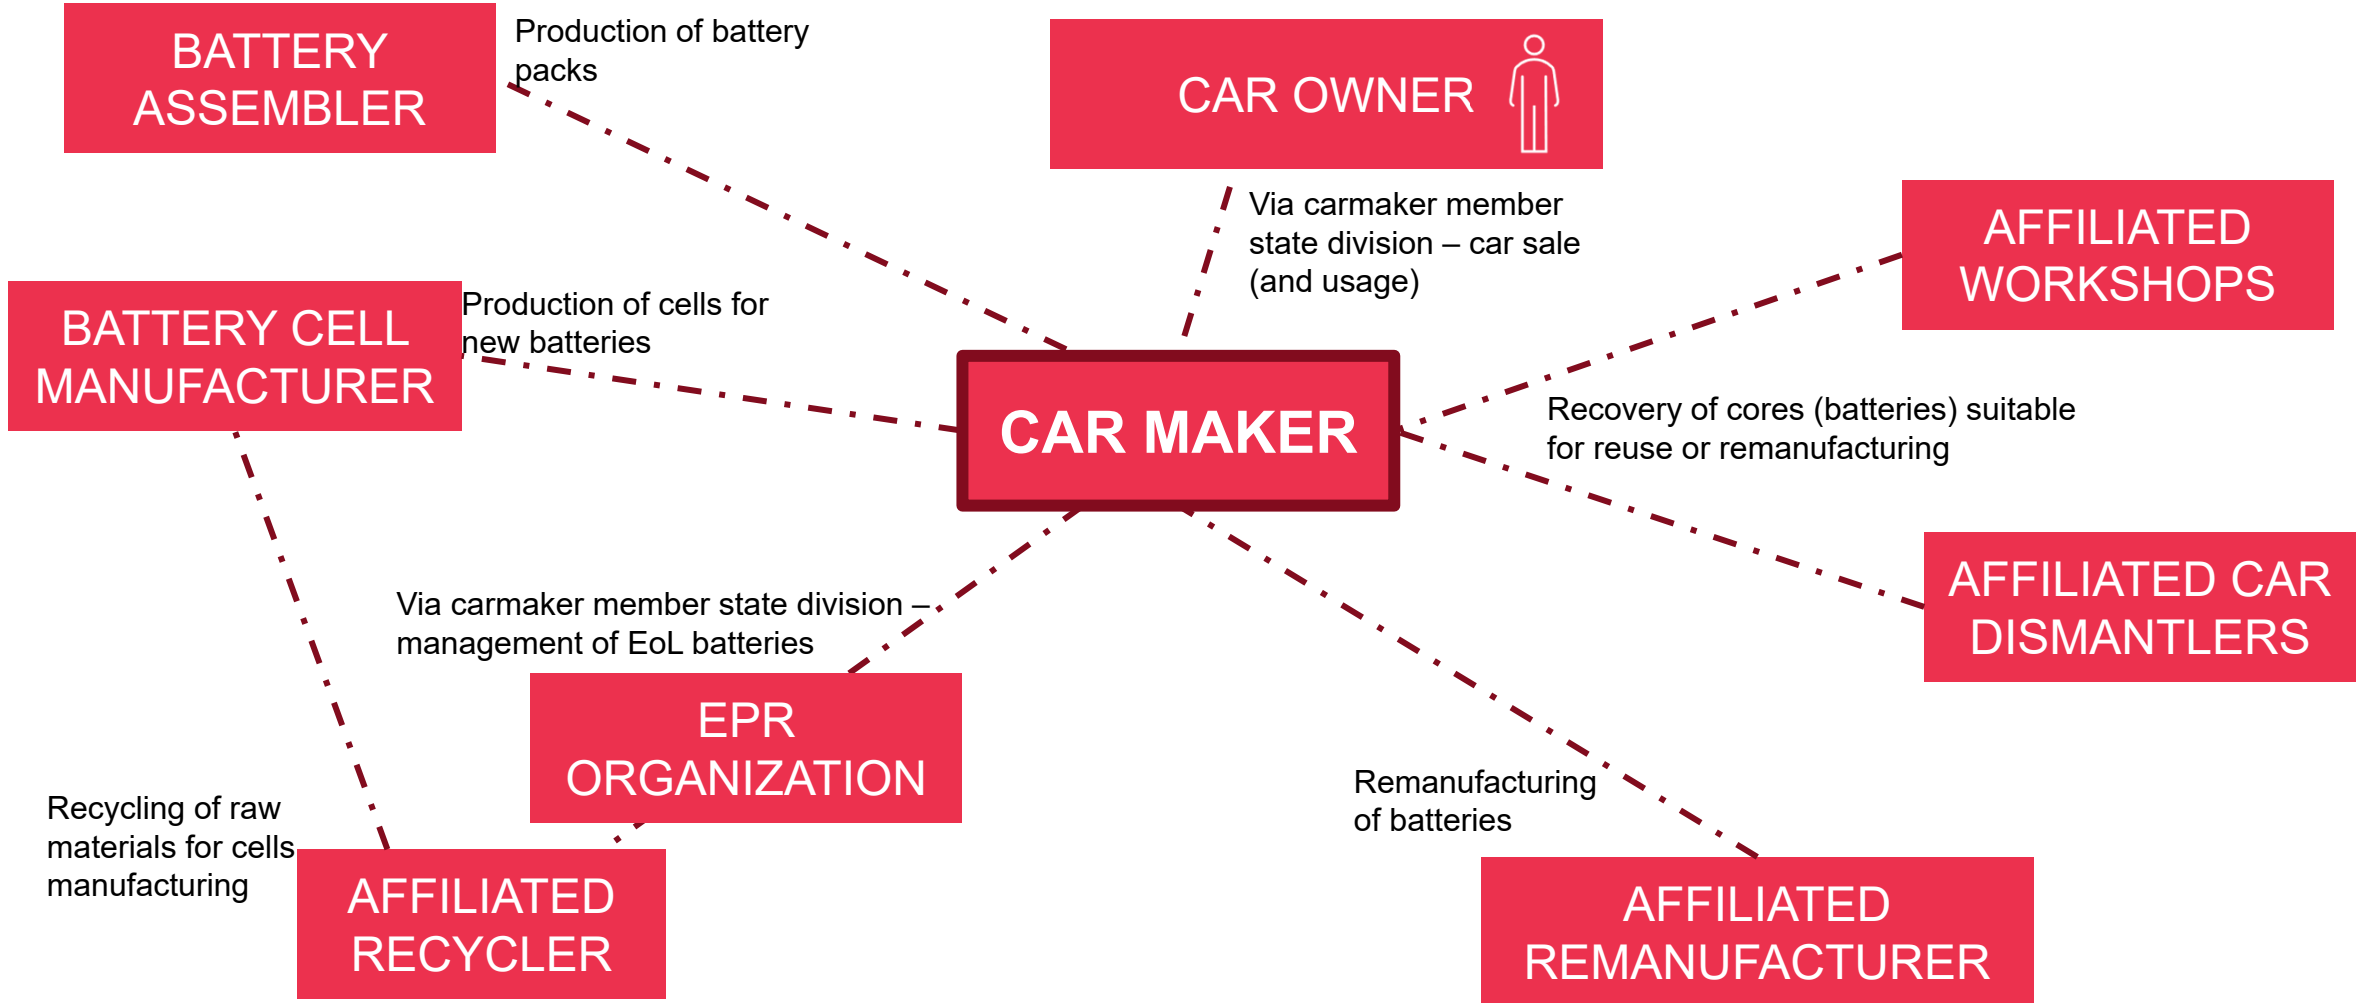 BATTERY
ASSEMBLER
Production of battery
packs
CAR OWNER
Via carmaker member
state division – car sale
(and usage)
AFFILIATED
WORKSHOPS
BATTERY CELL
MANUFACTURER
Production of cells for
new batteries
CAR MAKER
Recovery of cores (batteries) suitable
for reuse or remanufacturing
AFFILIATED CAR
DISMANTLERS
Via carmaker member state division –
management of EoL batteries
EPR
ORGANIZATION
Recycling of raw
materials for cells
manufacturing
AFFILIATED
RECYCLER
Remanufacturing
of batteries
AFFILIATED
REMANUFACTURER